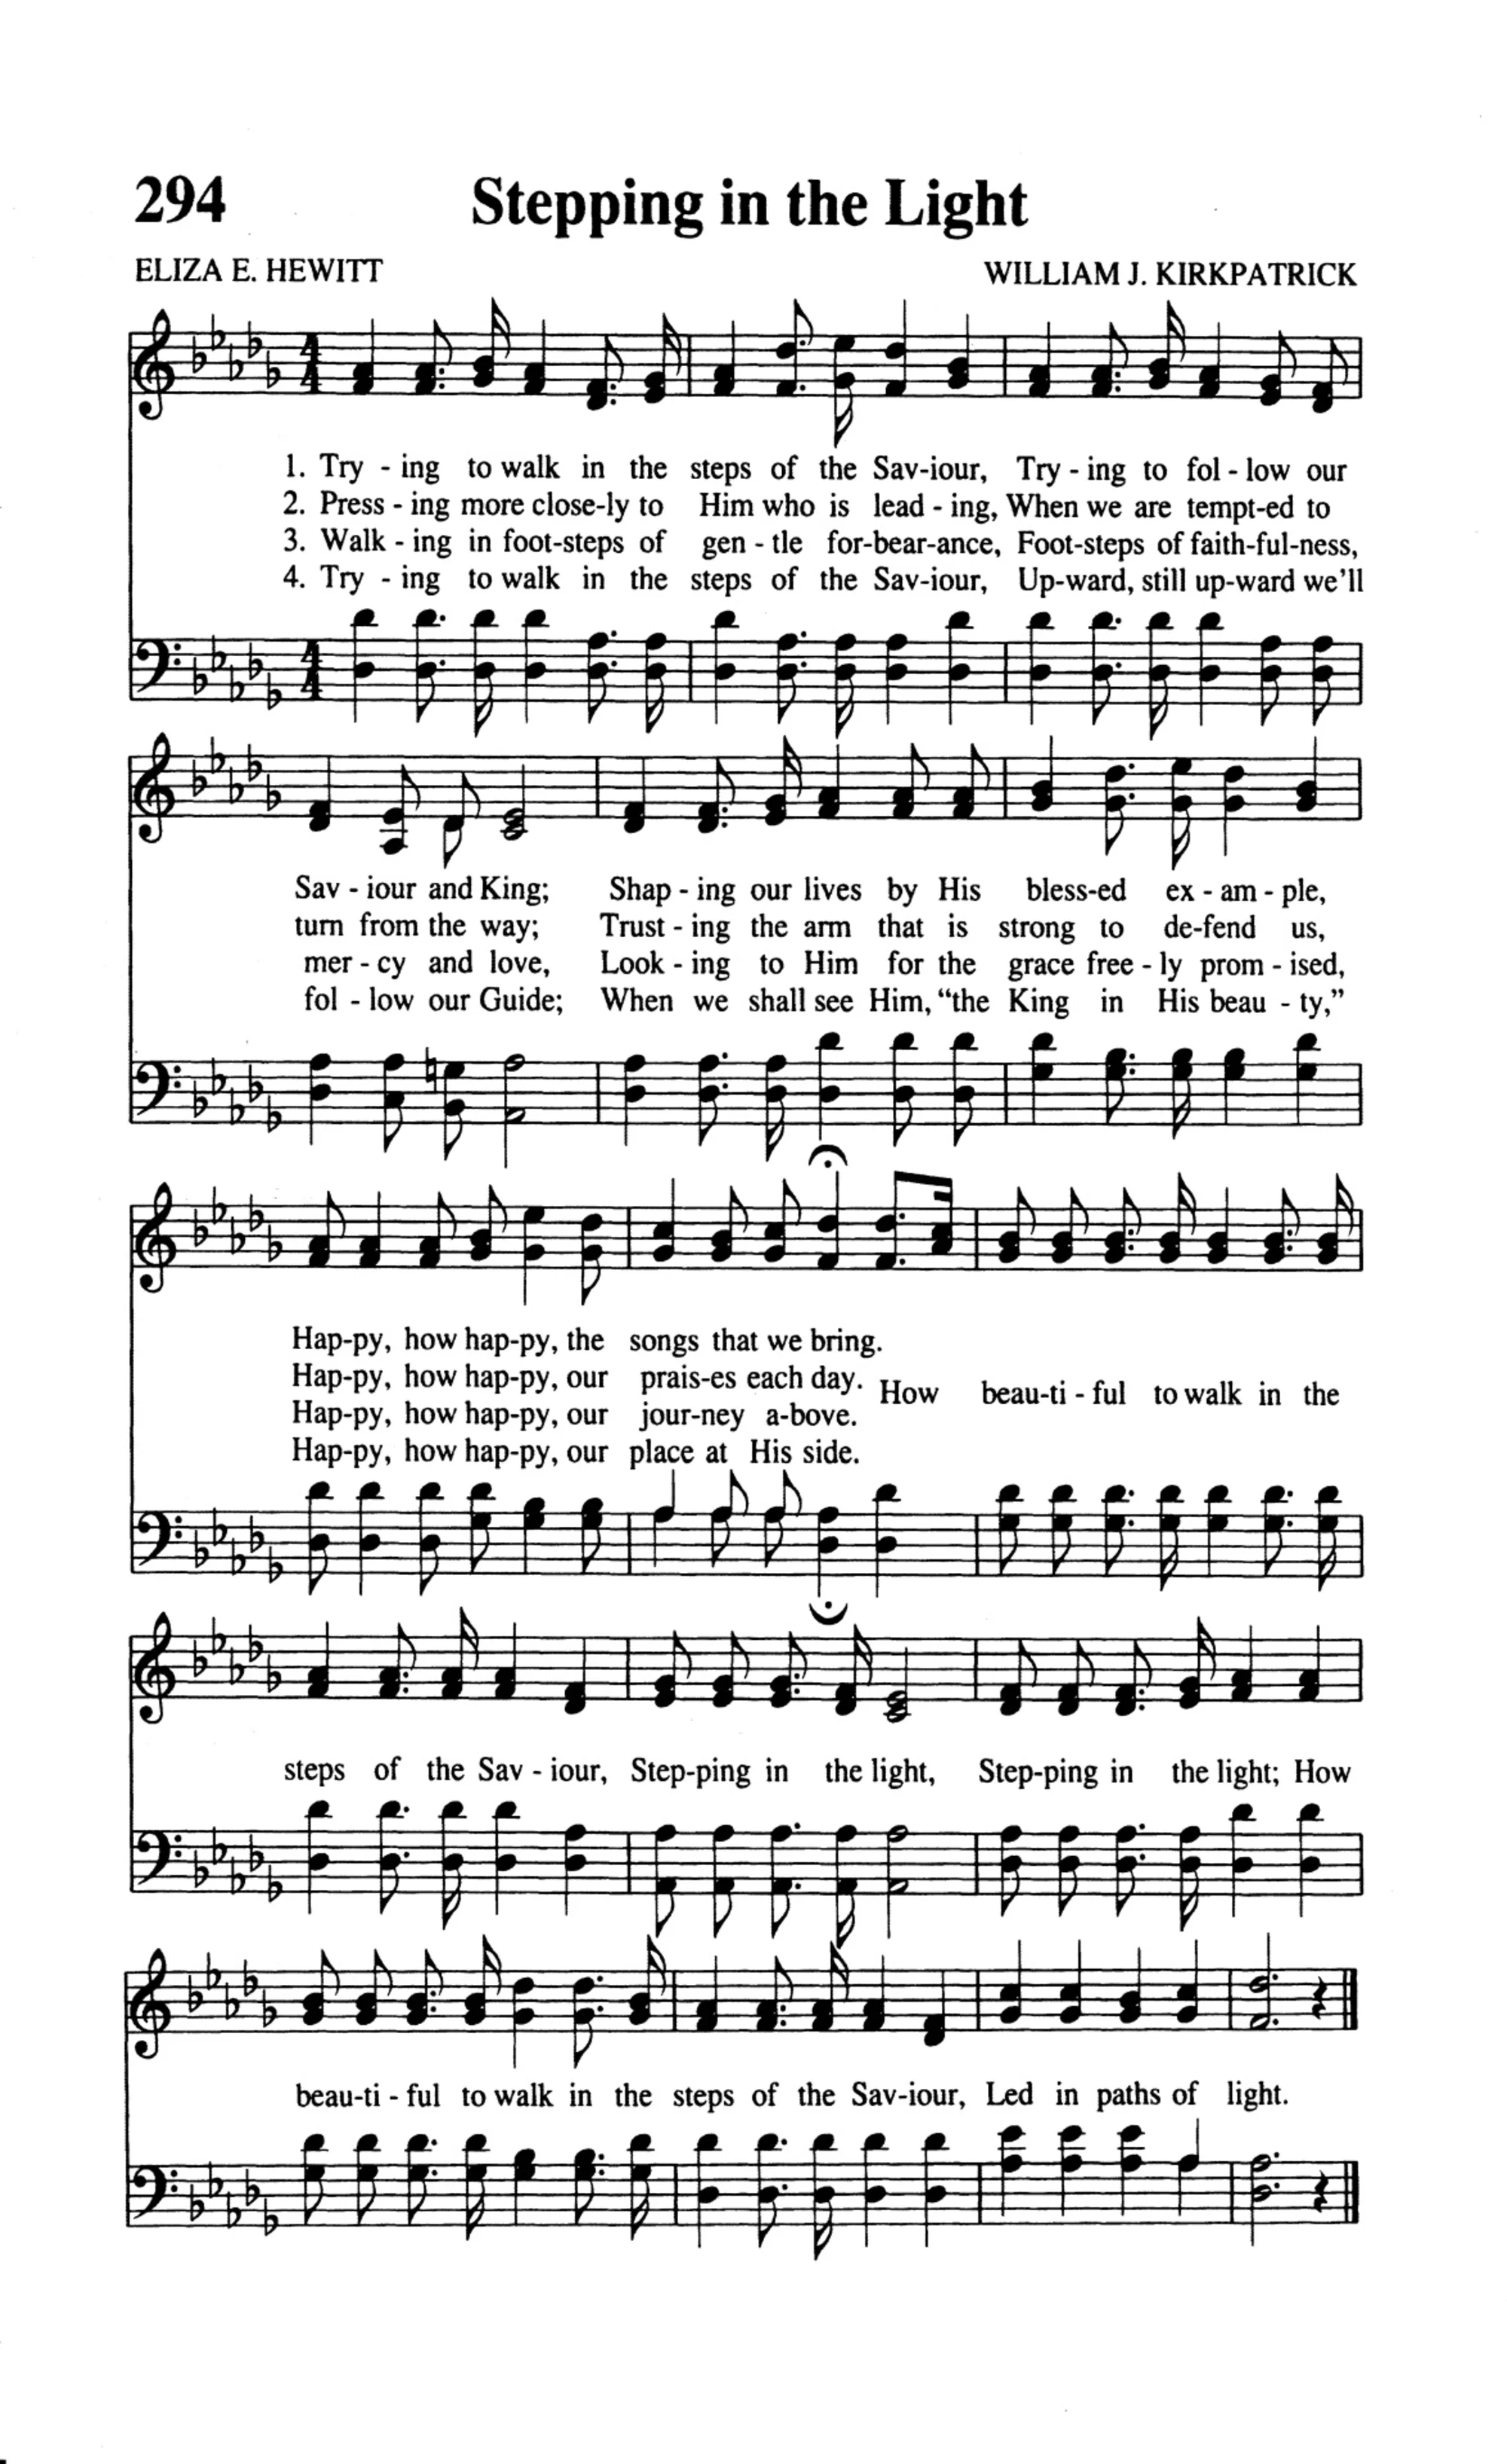 294 Stepping in the Light
ELIZA E. HEWITT WILLIAM J. KIRKPATRICK
1. Try - ing to walk in the steps of the Sav-iour, Try - ing to fol - low our
2. Press - ing more close-ly to Him who is lead - ing, When we are tempt-ed to
3. Walk - ing in foot-steps of gen - tle for-bear-ance, Foot-steps of faith-ful-ness,
4. Try - ing to walk in the steps of the Sav-iour, Up-ward, still up-ward we'll
Sav - iour and King; Shap - ing our lives by His bless-ed ex - am - ple,
turn from the way; Trust - ing the arm that is strong to de-fend us,
mer - cy and love, Look - ing to Him for the grace free - ly prom - ised,
fol - low our Guide; When we shall see Him, “the King in His beau - ty,”
Hap-py, how hap-py, the songs that we bring.
Hap-py, how hap-py, our prais-es each day.
How beau-ti - ful to walk in the
Hap-py, how hap-py, our jour-ney a-bove.
Hap-py, how hap-py, our place at His side.
steps of the Sav - iour, Step-ping in the light, Step-ping in the light; How
beau-ti - ful to walk in the steps of the Sav-iour, Led in paths of light.